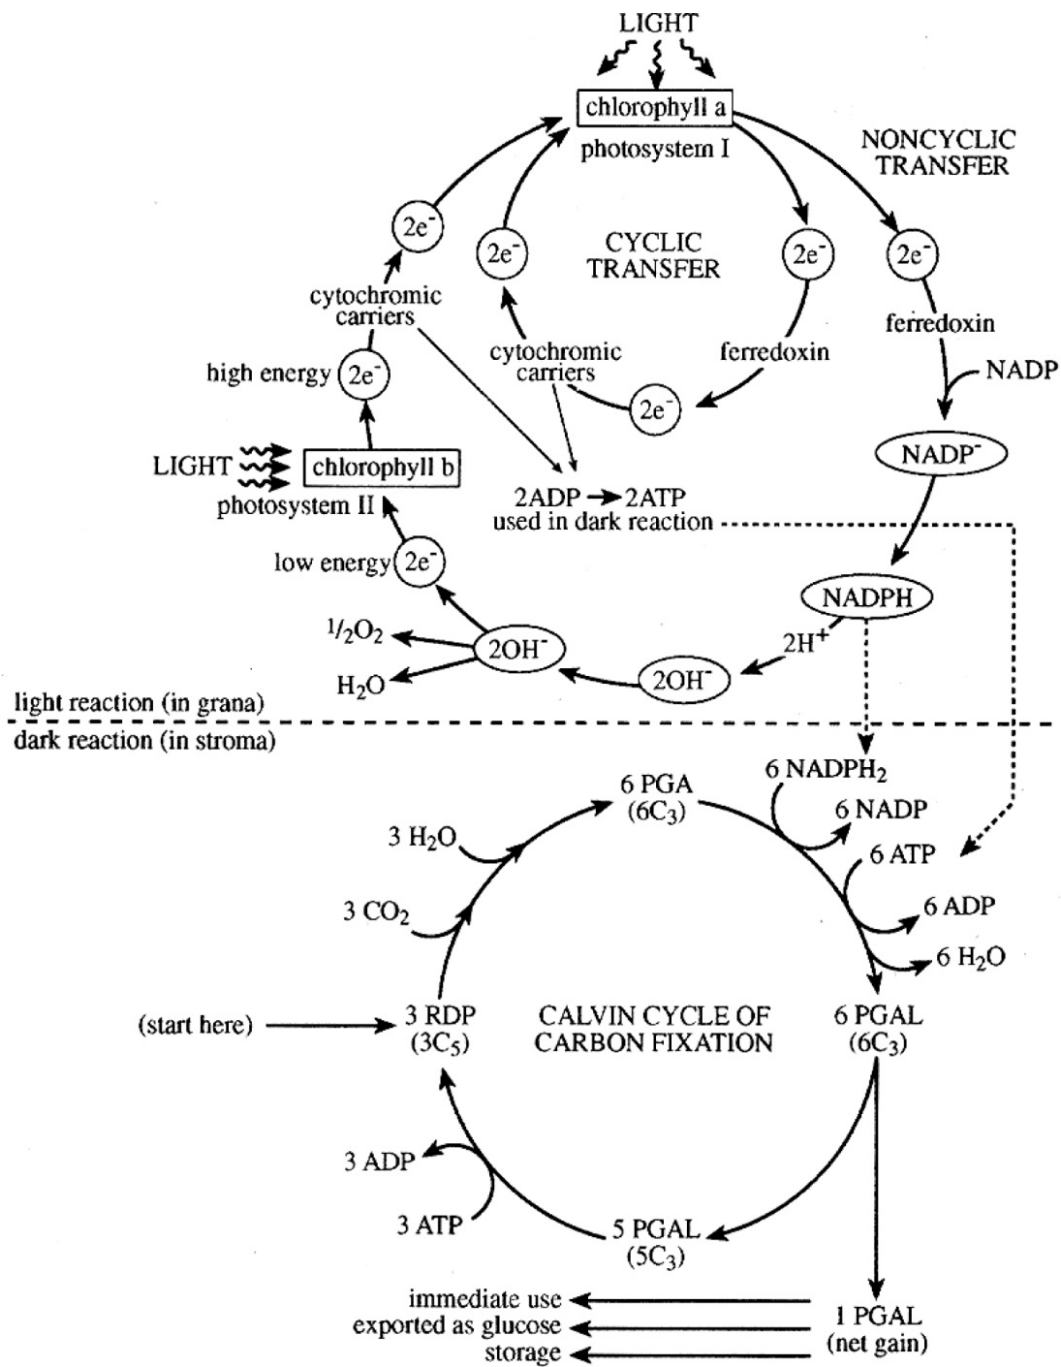 LIGHT
chlorophyll a
photosystem I
NONCYCLIC
TRANSFER
2e⁻
2e⁻
CYCLIC
TRANSFER
2e⁻
2e⁻
cytochromic
carriers
ferredoxin
cytochromic
carriers
ferredoxin
high energy
2e⁻
NADP
2e⁻
NADP⁻
LIGHT
chlorophyll b
photosystem II
2ADP → 2ATP
used in dark reaction
low energy
2e⁻
NADPH
1/2O₂
2OH⁻
2H⁺
H₂O
2OH⁻
light reaction (in grana)
dark reaction (in stroma)
6 PGA
(6C₃)
6 NADPH₂
6 NADP
3 H₂O
6 ATP
3 CO₂
6 ADP
6 H₂O
(start here)
3 RDP
(3C₅)
CALVIN CYCLE OF
CARBON FIXATION
6 PGAL
(6C₃)
3 ADP
3 ATP
5 PGAL
(5C₃)
immediate use
exported as glucose
storage
1 PGAL
(net gain)